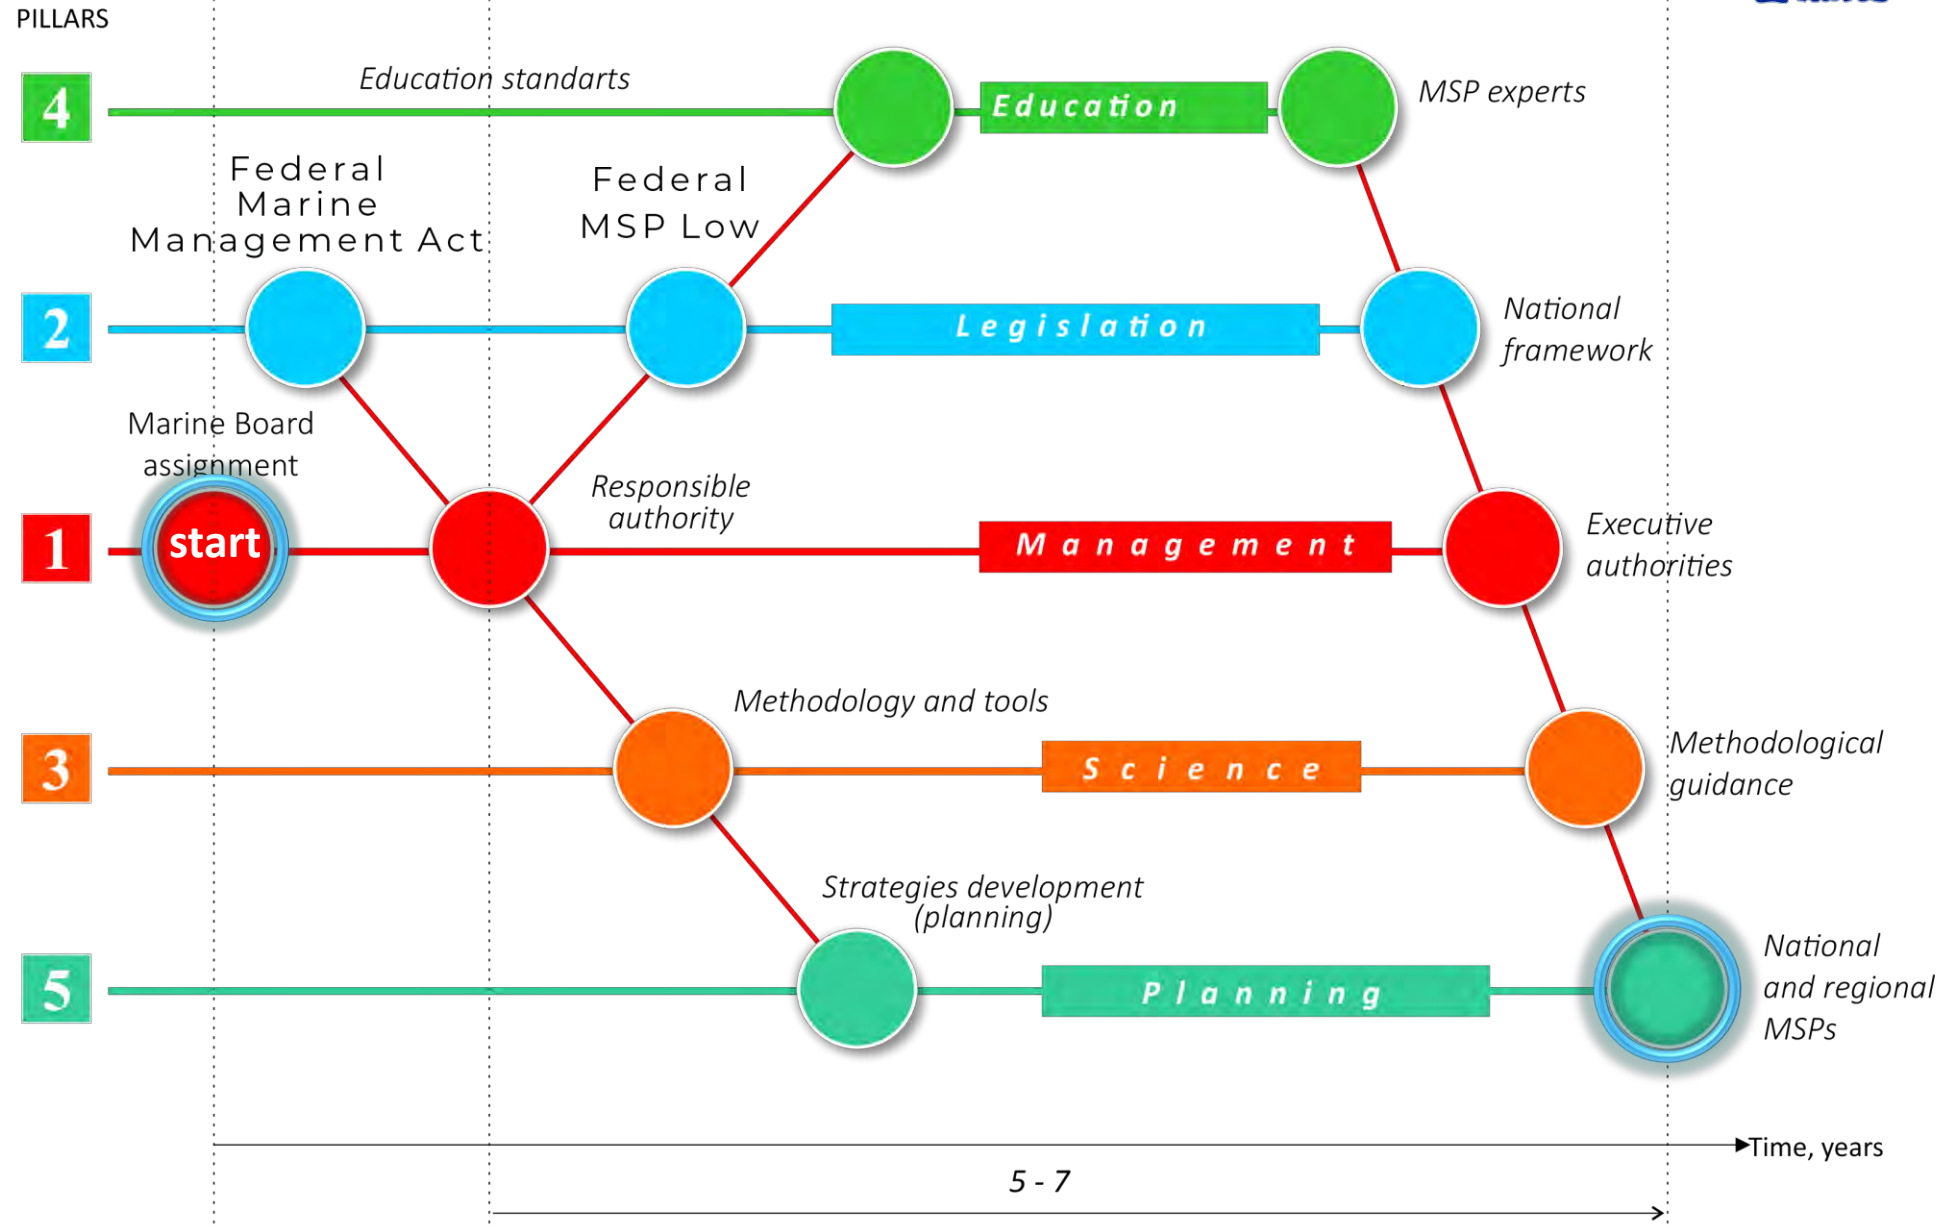 PILLARS
4
Education standarts
Education
MSP experts
Federal
Marine
Management Act
Federal
MSP Low
2
Legislation
National
framework
Marine Board
assignment
1
start
Responsible
authority
Management
Executive
authorities
3
Methodology and tools
Science
Methodological
guidance
Strategies development
(planning)
5
Planning
National
and regional
MSPs
Time, years
5 - 7